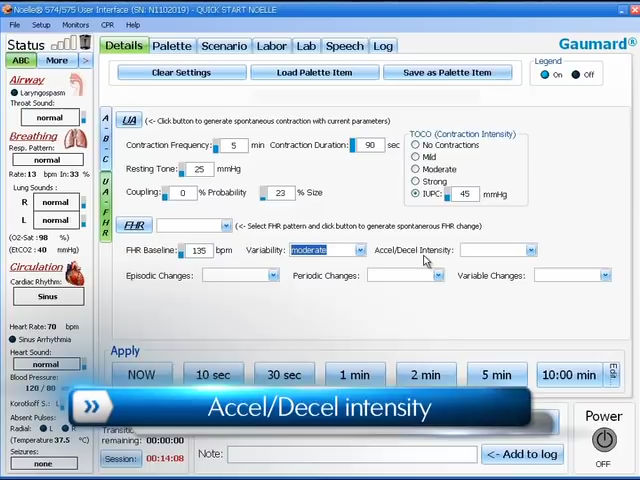 Noelle® 574/575 User Interface (SN: N1102019) - QUICK START NOELLE
File Setup Monitors CPR Help
Status
Details Palette Scenario Labor Lab Speech Log
Gaumard®
ABC More >
Clear Settings Load Palette Item Save as Palette Item
Legend
On Off
Airway
Laryngospasm
Throat Sound:
normal
Breathing
Resp. Pattern:
normal
Rate: 13 bpm In: 33 %
Lung Sounds :
R normal
L normal
(O2-Sat : 98 )
(EtCO2 : 40 mmHg)
Circulation
Cardiac Rhythm:
Sinus
Heart Rate: 70 bpm
Sinus Arrhythmia
Heart Sound:
normal
Blood Pressure:
120 / 80
Korotkoff S.: L
Absent Pulses:
Radial: L R
(Temperature 37.5 )
Seizures:
none
A - B - C
UA - FHR
UA (<- Click button to generate spontaneous contraction with current parameters)
Contraction Frequency: 5 min Contraction Duration: 90 sec
Resting Tone: 25 mmHg
Coupling: 0 % Probability 23 % Size
TOCO (Contraction Intensity)
No Contractions
Mild
Moderate
Strong
IUPC: 45 mmHg
FHR (<- Select FHR pattern and click button to generate spontaneous FHR change)
FHR Baseline: 135 bpm Variability: moderate Accel/Decel Intensity:
Episodic Changes: Periodic Changes: Variable Changes:
Apply
NOW 10 sec 30 sec 1 min 2 min 5 min 10:00 min Edit...
» Accel/Decel intensity
remaining: 00:00:00
Session: 00:14:08
Note: <- Add to log
Power
OFF